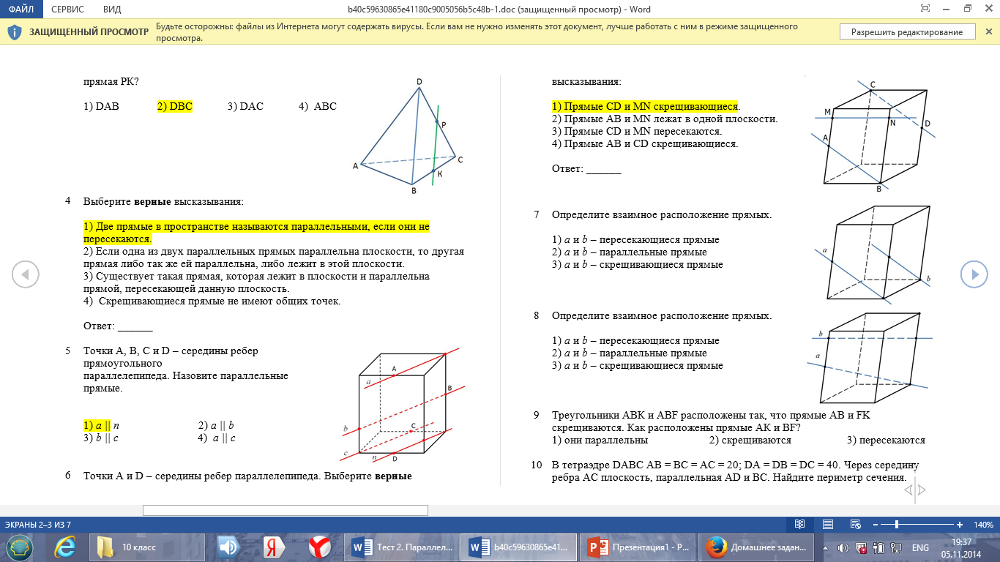 ФАЙЛ СЕРВИС ВИД b40c59630865e41180c9005056b5c48b-1.doc (защищенный просмотр) - Word
ЗАЩИЩЕННЫЙ ПРОСМОТР Будьте осторожны: файлы из Интернета могут содержать вирусы. Если вам не нужно изменять этот документ, лучше работать с ним в режиме защищенного
просмотра.
Разрешить редактирование
прямая РК?
1) DAB 2) DBC 3) DAC 4) ABC
D
P
C
A
K
B
4 Выберите верные высказывания:
1) Две прямые в пространстве называются параллельными, если они не
пересекаются.
2) Если одна из двух параллельных прямых параллельна плоскости, то другая
прямая либо так же ей параллельна, либо лежит в этой плоскости.
3) Существует такая прямая, которая лежит в плоскости и параллельна
прямой, пересекающей данную плоскость.
4) Скрещивающиеся прямые не имеют общих точек.
Ответ: ______
5 Точки A, B, C и D – середины ребер
прямоугольного
параллелепипеда. Назовите параллельные
прямые.
1) a || n 2) a || b
3) b || c 4) a || c
A
a
B
b
C
c
n
D
6 Точки A и D – середины ребер параллелепипеда. Выберите верные
высказывания:
1) Прямые CD и MN скрещивающиеся.
2) Прямые AB и MN лежат в одной плоскости.
3) Прямые CD и MN пересекаются.
4) Прямые AB и CD скрещивающиеся.
Ответ: ______
C
M
N
D
A
B
7 Определите взаимное расположение прямых.
1) a и b – пересекающиеся прямые
2) a и b – параллельные прямые
3) a и b – скрещивающиеся прямые
a
b
8 Определите взаимное расположение прямых.
1) a и b – пересекающиеся прямые
2) a и b – параллельные прямые
3) a и b – скрещивающиеся прямые
b
a
9 Треугольники ABK и ABF расположены так, что прямые AB и FK
скрещиваются. Как расположены прямые AK и BF?
1) они параллельны 2) скрещиваются 3) пересекаются
10 В тетраэдре DABC AB = BC = AC = 20; DA = DB = DC = 40. Через середину
ребра AC плоскость, параллельная AD и BC. Найдите периметр сечения.
ЭКРАНЫ 2–3 ИЗ 7 140%
10 класс Тест 2. Параллел... b40c59630865e41... Презентация1 - P... Домашнее задан... ENG 19:37
05.11.2014